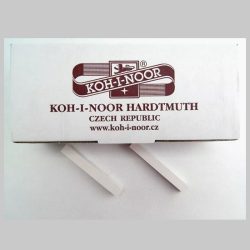 ®
KOH-I-NOOR
KOH-I-NOOR HARDTMUTH
CZECH REPUBLIC
www.koh-i-noor.cz